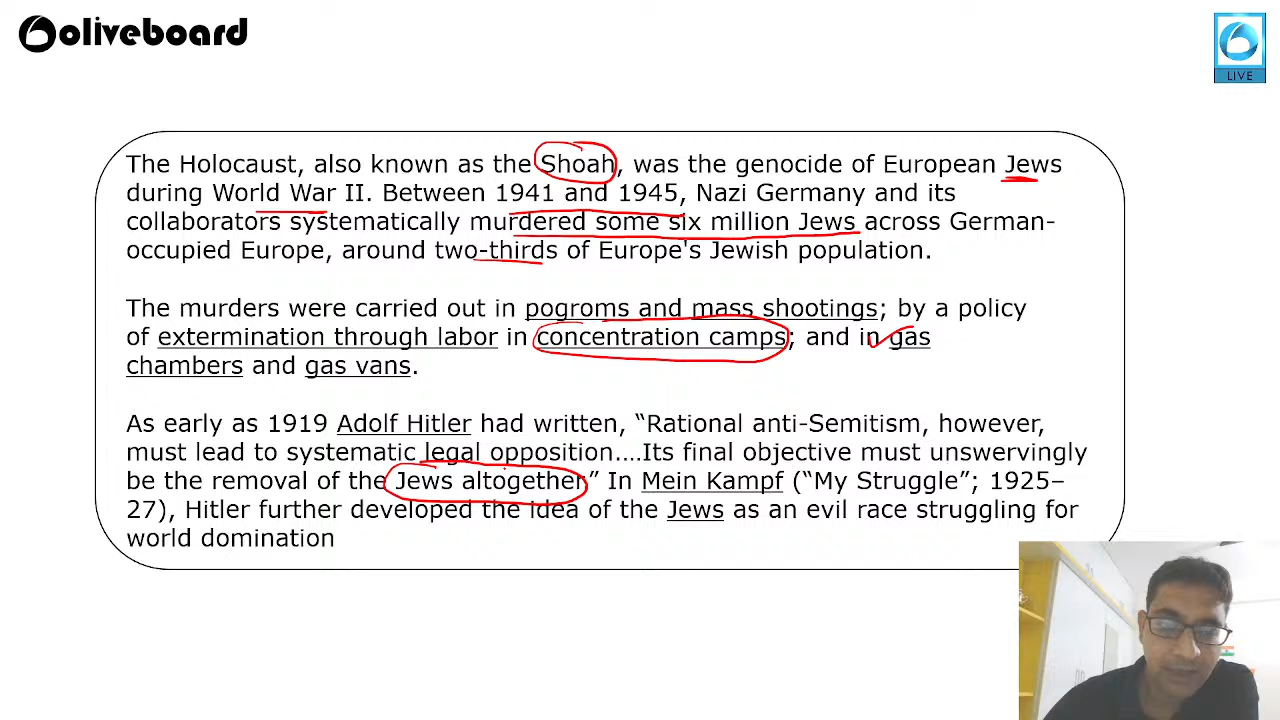 oliveboard
LIVE
The Holocaust, also known as the Shoah, was the genocide of European Jews
during World War II. Between 1941 and 1945, Nazi Germany and its
collaborators systematically murdered some six million Jews across German-
occupied Europe, around two-thirds of Europe's Jewish population.
The murders were carried out in pogroms and mass shootings; by a policy
of extermination through labor in concentration camps; and in gas
chambers and gas vans.
As early as 1919 Adolf Hitler had written, “Rational anti-Semitism, however,
must lead to systematic legal opposition.…Its final objective must unswervingly
be the removal of the Jews altogether” In Mein Kampf (“My Struggle”; 1925–
27), Hitler further developed the idea of the Jews as an evil race struggling for
world domination